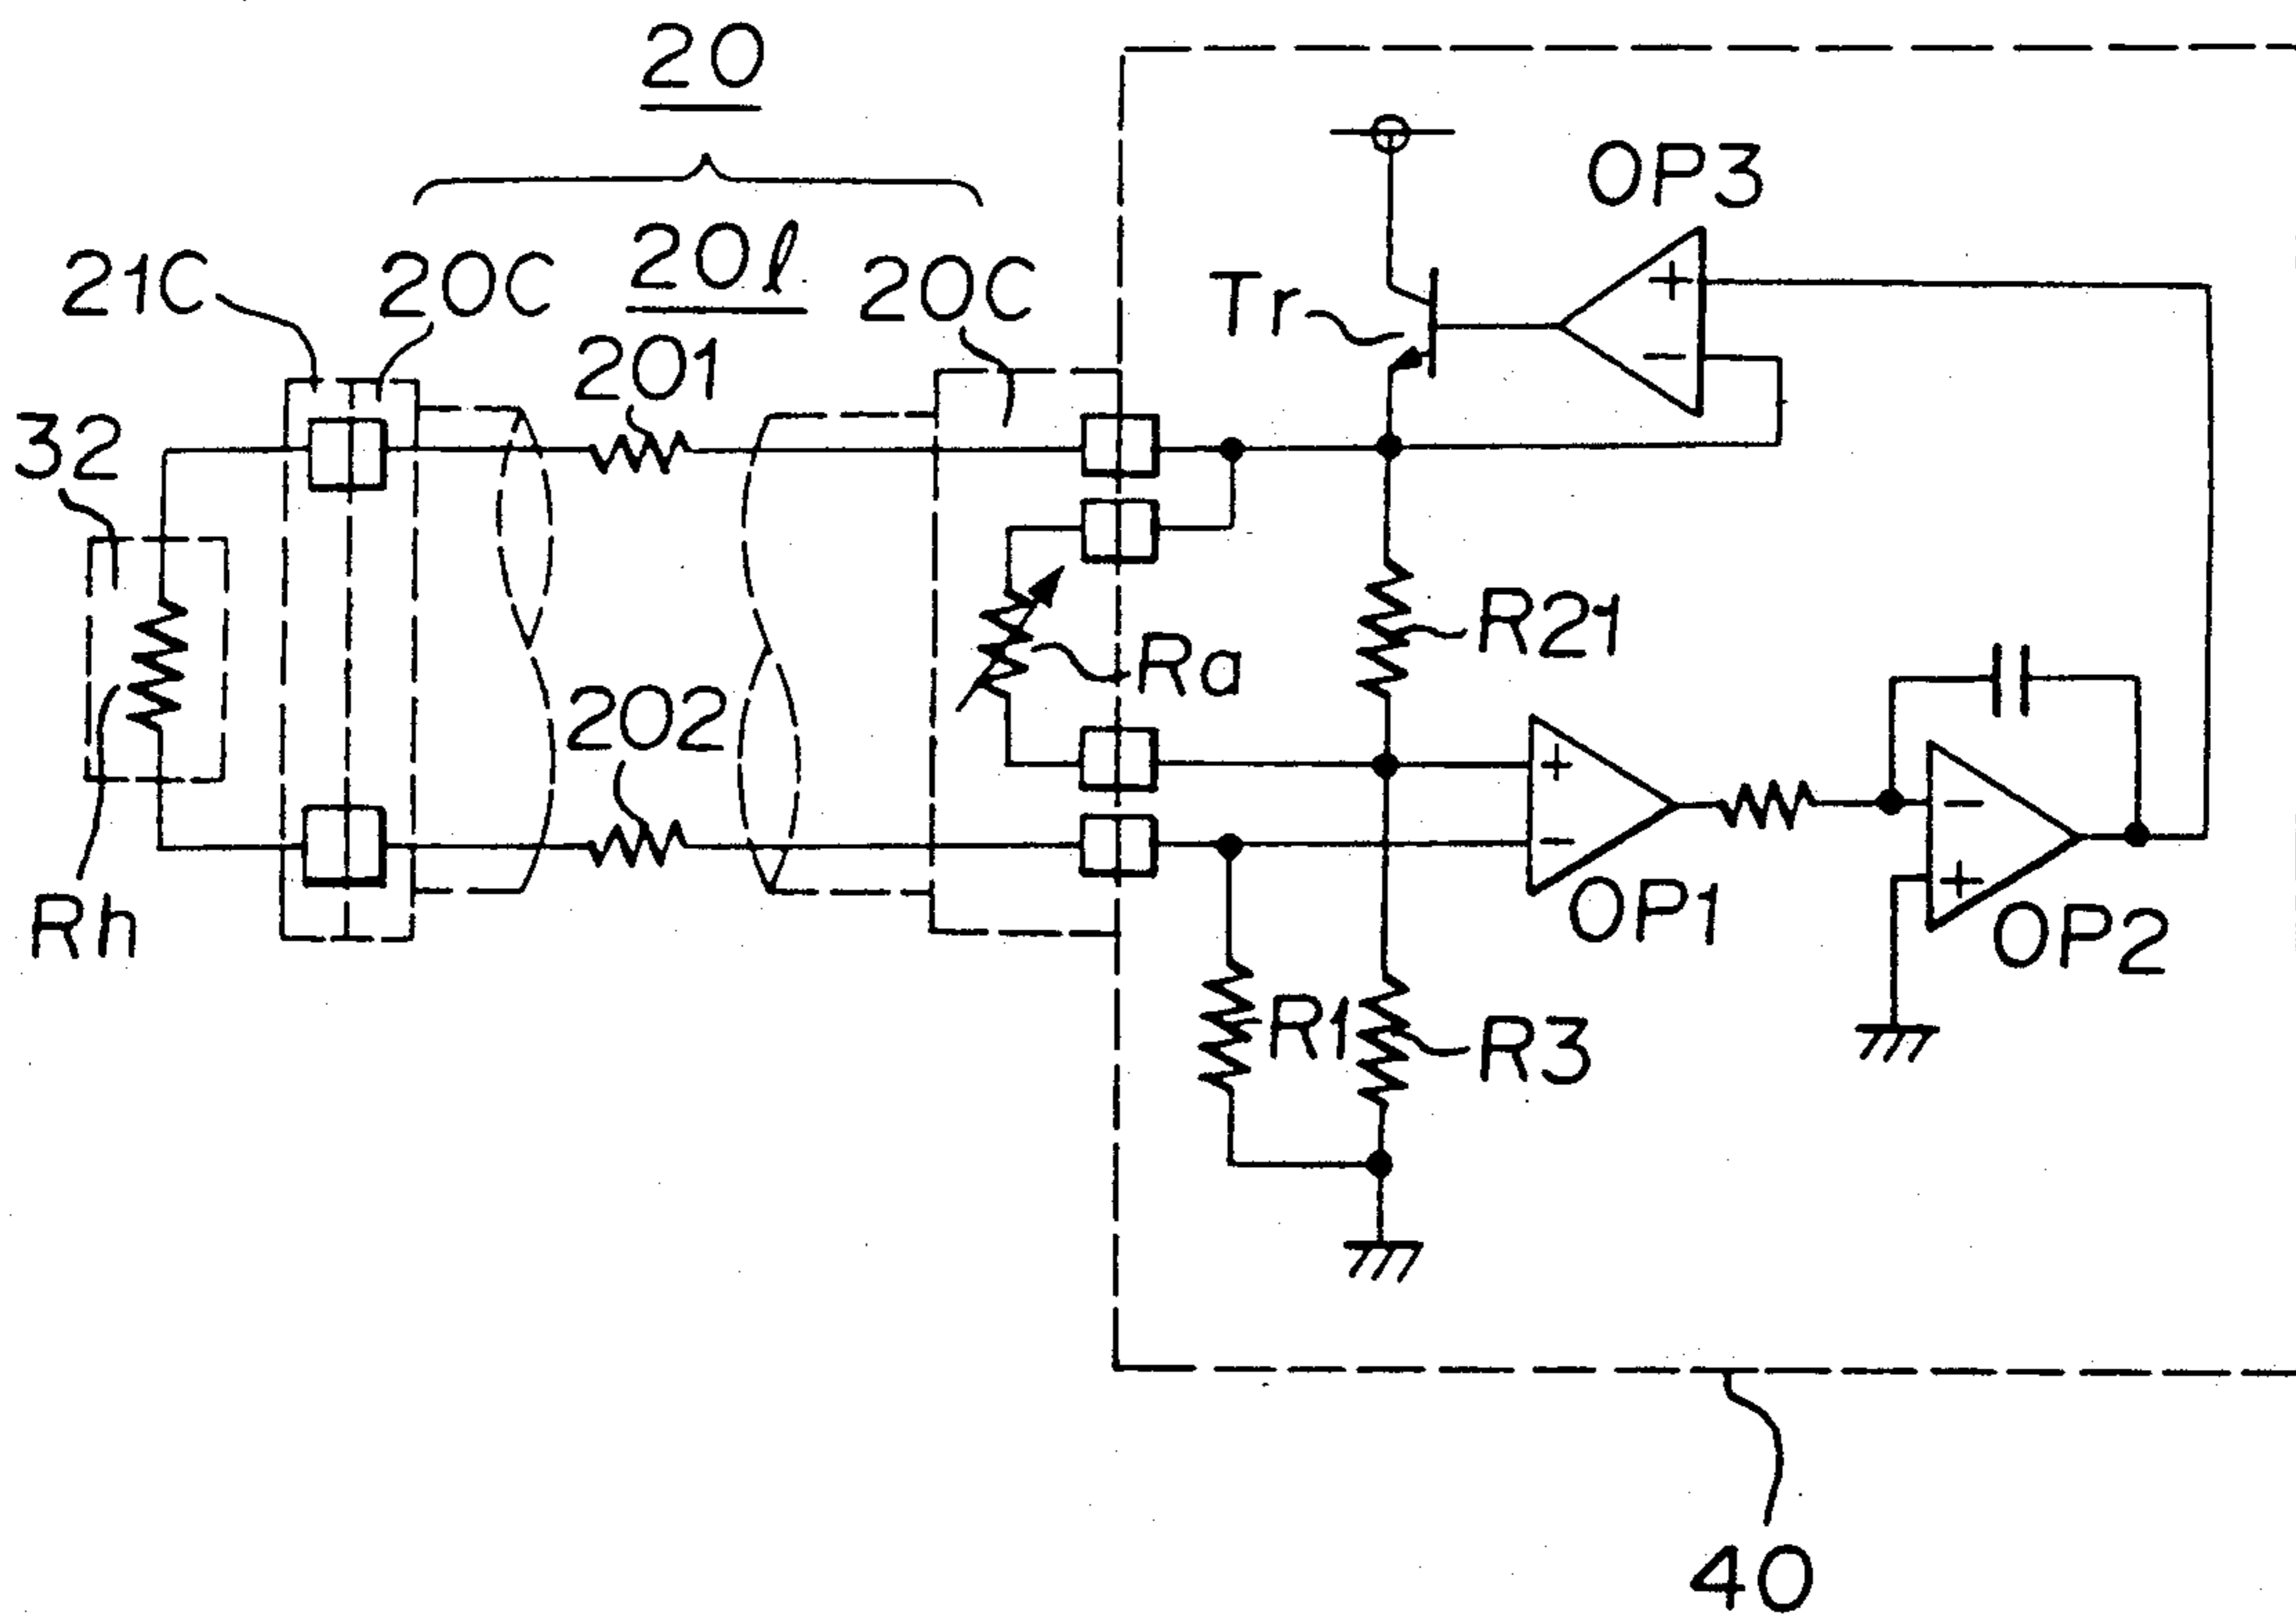 20
OP3
21C
20C
20l
20C
Tr
201
+
-
32
R21
Ra
202
+
-
-
+
Rh
OP1
OP2
R1
R3
40